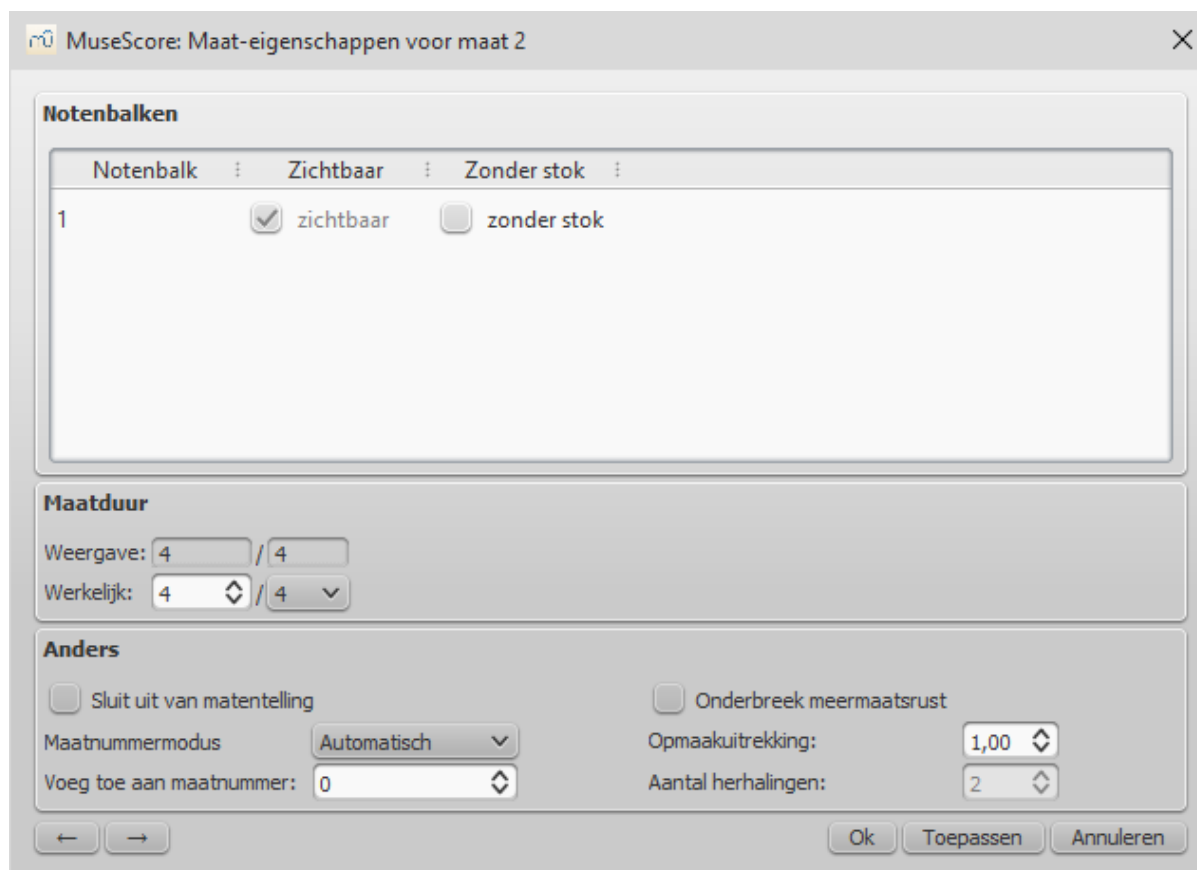 MuseScore: Maat-eigenschappen voor maat 2
Notenbalken
Notenbalk Zichtbaar Zonder stok
1 zichtbaar zonder stok
Maatduur
Weergave: 4 / 4
Werkelijk: 4 / 4
Anders
Sluit uit van matentelling Onderbreek meermaatsrust
Maatnummermodus Automatisch Opmaakuitrekking: 1,00
Voeg toe aan maatnummer: 0 Aantal herhalingen: 2
← → Ok Toepassen Annuleren